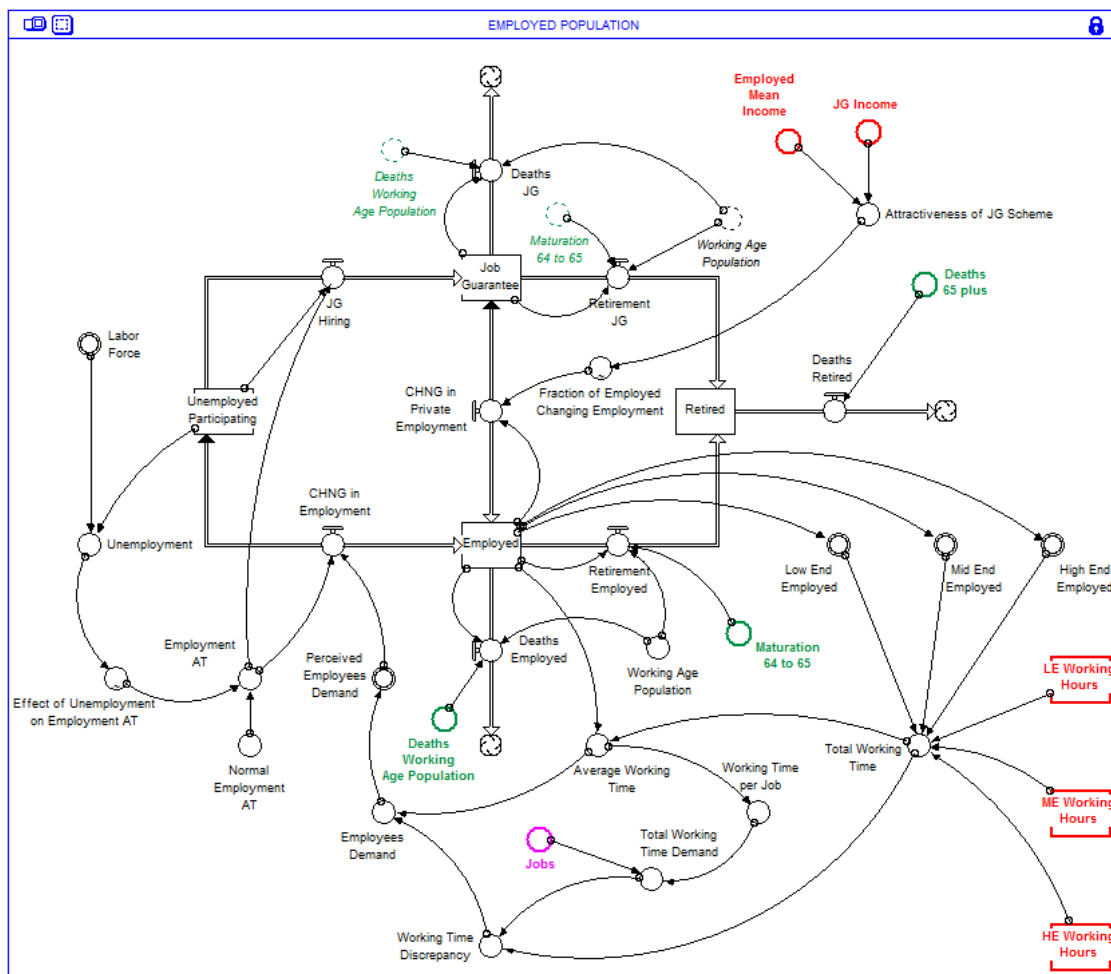 EMPLOYED POPULATION
Employed
Mean
Income
JG Income
Deaths
Working
Age Population
Deaths
JG
Maturation
64 to 65
Working Age
Population
Attractiveness of JG Scheme
Job
Guarantee
JG
Hiring
Retirement
JG
Deaths
65 plus
Labor
Force
Deaths
Retired
Unemployed
Participating
CHNG in
Private
Employment
Fraction of Employed
Changing Employment
Retired
CHNG in
Employment
Unemployment
Employed
Retirement
Employed
Low End
Employed
Mid End
Employed
High End
Employed
Employment
AT
Perceived
Employees
Demand
Deaths
Employed
Working Age
Population
Maturation
64 to 65
LE Working
Hours
Effect of Unemployment
on Employment AT
Normal
Employment
AT
Deaths
Working
Age Population
Average Working
Time
Working Time
per Job
Total Working
Time
ME Working
Hours
Employees
Demand
Jobs
Total Working
Time Demand
Working Time
Discrepancy
HE Working
Hours